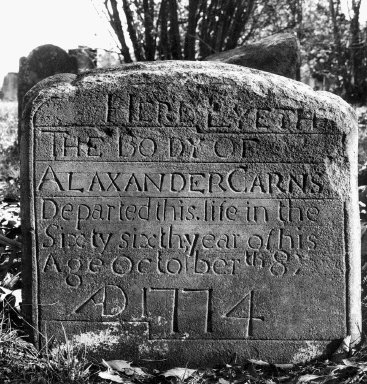 HERE LYETH
THE BODY OF
ALAXANDER CARNS
Departed this.life in the
Sixty sixth year of his
Age October th 8
AD 1774